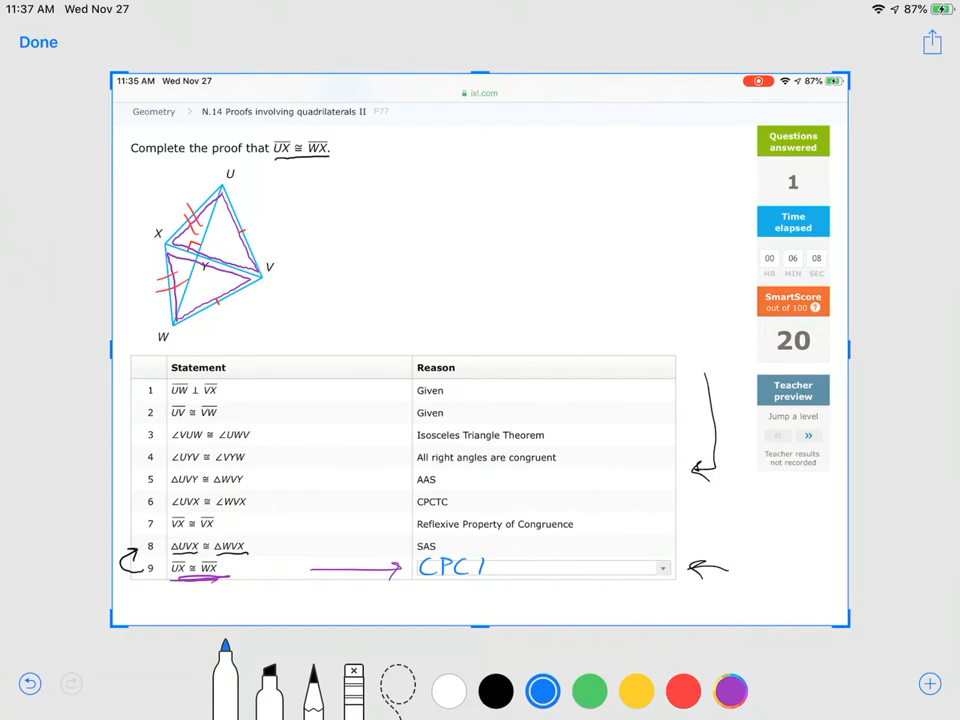 11:37 AM Wed Nov 27
87%
Done
11:35 AM Wed Nov 27
87%
ixl.com
Geometry > N.14 Proofs involving quadrilaterals II P77
Complete the proof that UX ≅ WX.
U
X
Y
V
W
Questions answered
1
Time elapsed
00 06 08
HR MIN SEC
SmartScore
out of 100 ?
20
Teacher preview
Jump a level
<< >>
Teacher results not recorded
Statement Reason
1 UW ⊥ VX Given
2 UV ≅ VW Given
3 ∠VUW ≅ ∠UWV Isosceles Triangle Theorem
4 ∠UYV ≅ ∠VYW All right angles are congruent
5 △UVY ≅ △WVY AAS
6 ∠UVX ≅ ∠WVX CPCTC
7 VX ≅ VX Reflexive Property of Congruence
8 △UVX ≅ △WVX SAS
9 UX ≅ WX CPC